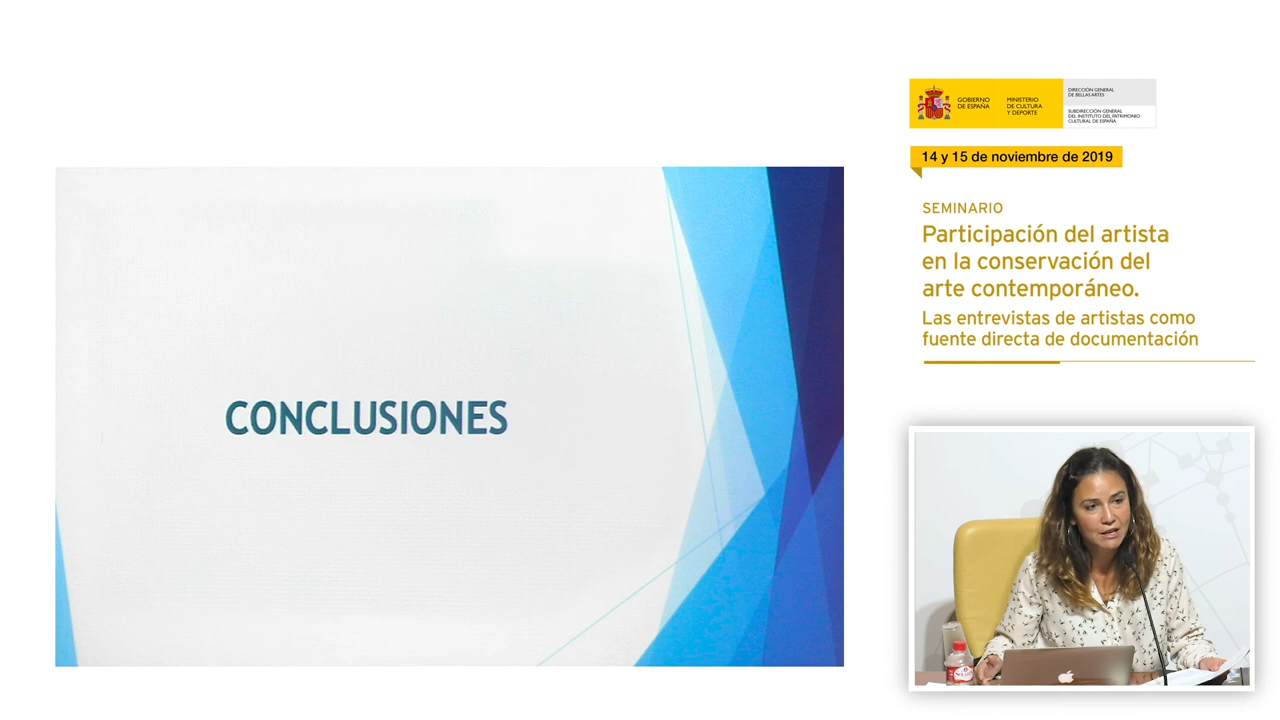 GOBIERNO
DE ESPAÑA
MINISTERIO
DE CULTURA
Y DEPORTE
DIRECCIÓN GENERAL
DE BELLAS ARTES
SUBDIRECCIÓN GENERAL
DEL INSTITUTO DEL PATRIMONIO
CULTURAL DE ESPAÑA
14 y 15 de noviembre de 2019
SEMINARIO
Participación del artista
en la conservación del
arte contemporáneo.
Las entrevistas de artistas como
fuente directa de documentación
CONCLUSIONES